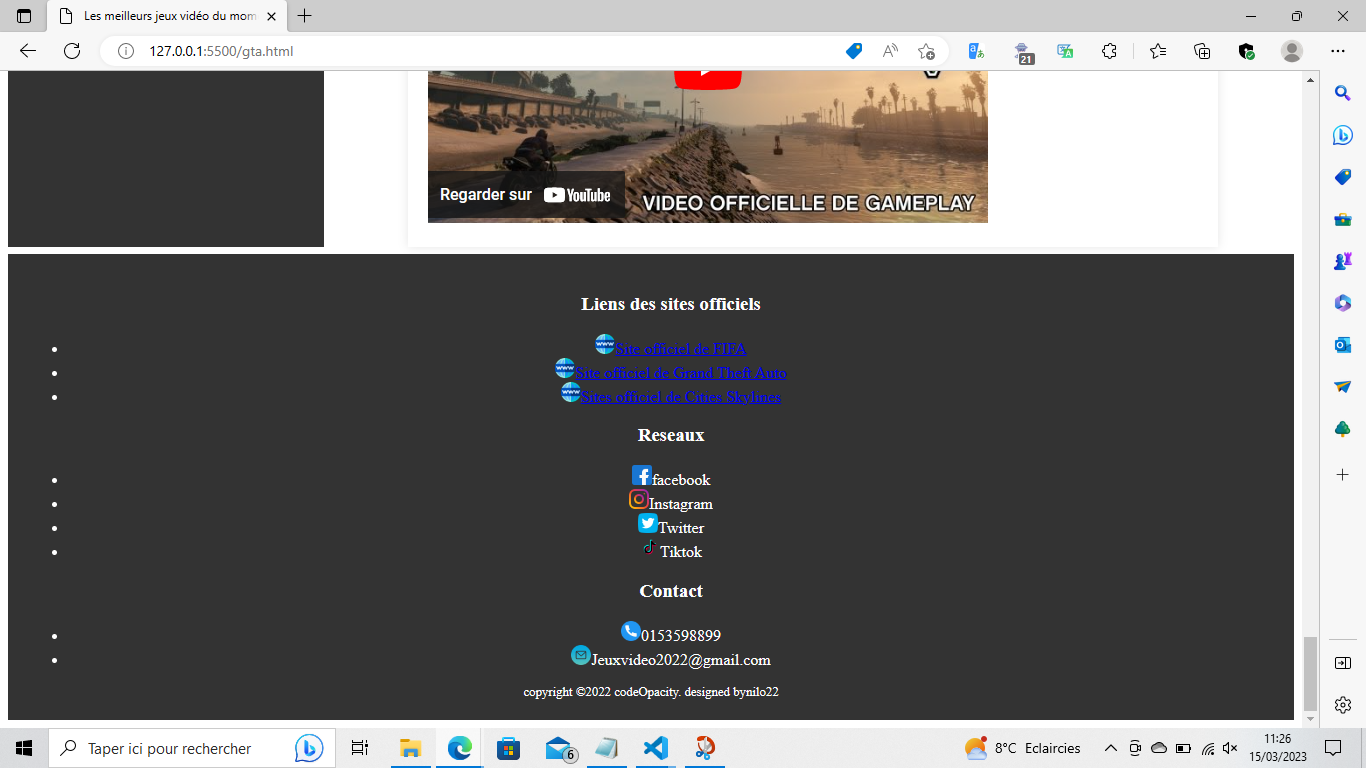 Les meilleurs jeux vidéo du mom
127.0.0.1:5500/gta.html
21
Regarder sur YouTube
VIDEO OFFICIELLE DE GAMEPLAY
Liens des sites officiels
www Site officiel de FIFA
www Site officiel de Grand Theft Auto
www Sites officiel de Cities Skylines
Reseaux
facebook
Instagram
Twitter
Tiktok
Contact
0153598899
Jeuxvideo2022@gmail.com
copyright ©2022 codeOpacity. designed bynilo22
Taper ici pour rechercher
6
8°C Eclaircies
11:26
15/03/2023